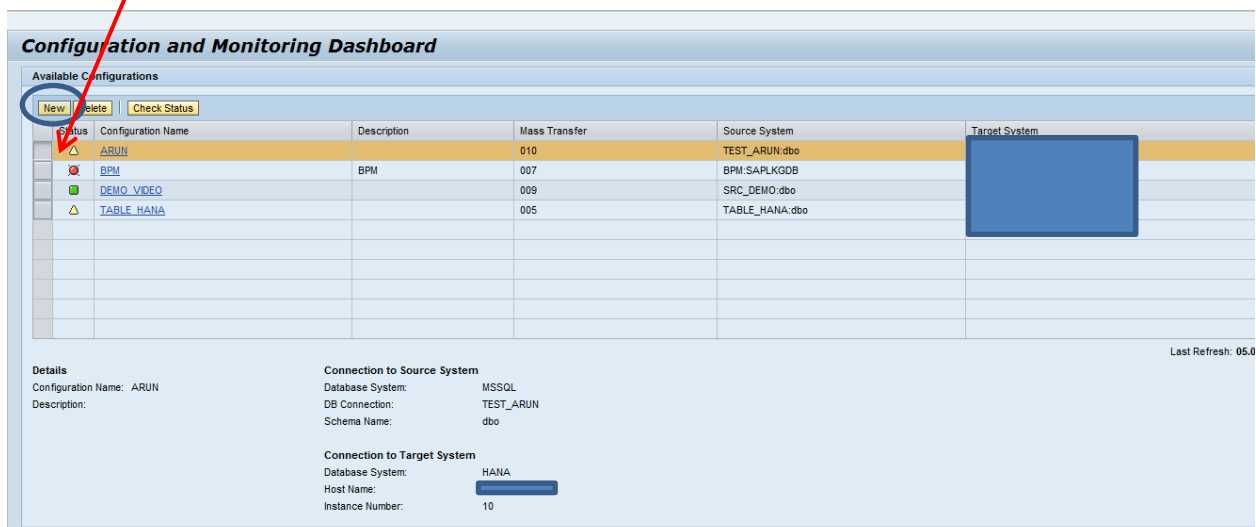 Configuration and Monitoring Dashboard
Available Configurations
New Delete Check Status
Status Configuration Name Description Mass Transfer Source System Target System
ARUN 010 TEST_ARUN:dbo
BPM BPM 007 BPM:SAPLKGDB
DEMO_VIDEO 009 SRC_DEMO:dbo
TABLE_HANA 005 TABLE_HANA:dbo
Last Refresh: 05.0
Details Connection to Source System
Configuration Name: ARUN Database System: MSSQL
Description: DB Connection: TEST_ARUN
Schema Name: dbo
Connection to Target System
Database System: HANA
Host Name:
Instance Number: 10